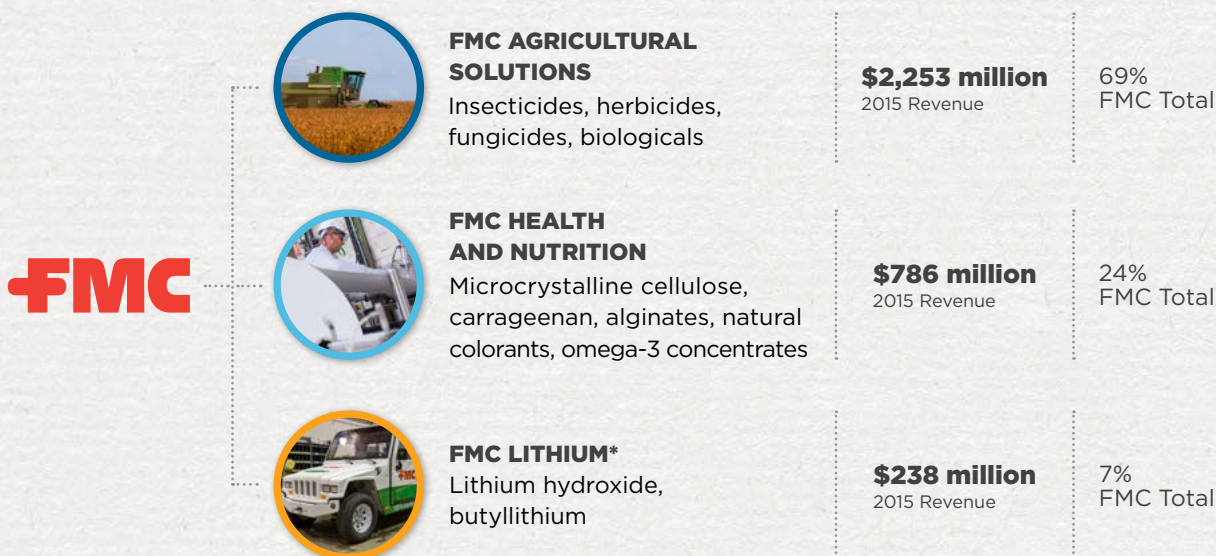 FMC
FMC AGRICULTURAL
SOLUTIONS
Insecticides, herbicides,
fungicides, biologicals
$2,253 million
2015 Revenue
69%
FMC Total
FMC HEALTH
AND NUTRITION
Microcrystalline cellulose,
carrageenan, alginates, natural
colorants, omega-3 concentrates
$786 million
2015 Revenue
24%
FMC Total
FMC LITHIUM*
Lithium hydroxide,
butyllithium
$238 million
2015 Revenue
7%
FMC Total
FMC